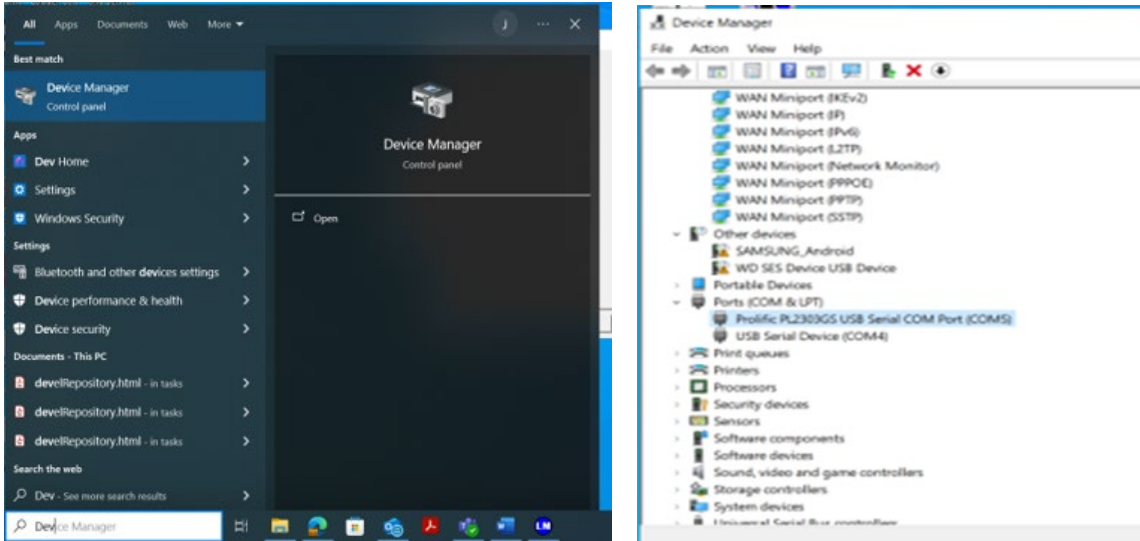 All Apps Documents Web More J
Best match
Device Manager
Control panel
Apps
Dev Home
Settings
Windows Security
Settings
Bluetooth and other devices settings
Device performance & health
Device security
Documents - This PC
develRepository.html - in tasks
develRepository.html - in tasks
develRepository.html - in tasks
Search the web
Dev - See more search results
Device Manager
Device Manager
Control panel
Open
LM
Device Manager
File Action View Help
WAN Miniport (IKEv2)
WAN Miniport (IP)
WAN Miniport (IPv6)
WAN Miniport (L2TP)
WAN Miniport (Network Monitor)
WAN Miniport (PPPOE)
WAN Miniport (PPTP)
WAN Miniport (SSTP)
Other devices
SAMSUNG_Android
WD SES Device USB Device
Portable Devices
Ports (COM & LPT)
Prolific PL2303GS USB Serial COM Port (COM5)
USB Serial Device (COM4)
Print queues
Printers
Processors
Security devices
Sensors
Software components
Software devices
Sound, video and game controllers
Storage controllers
System devices
Universal Serial Bus controllers